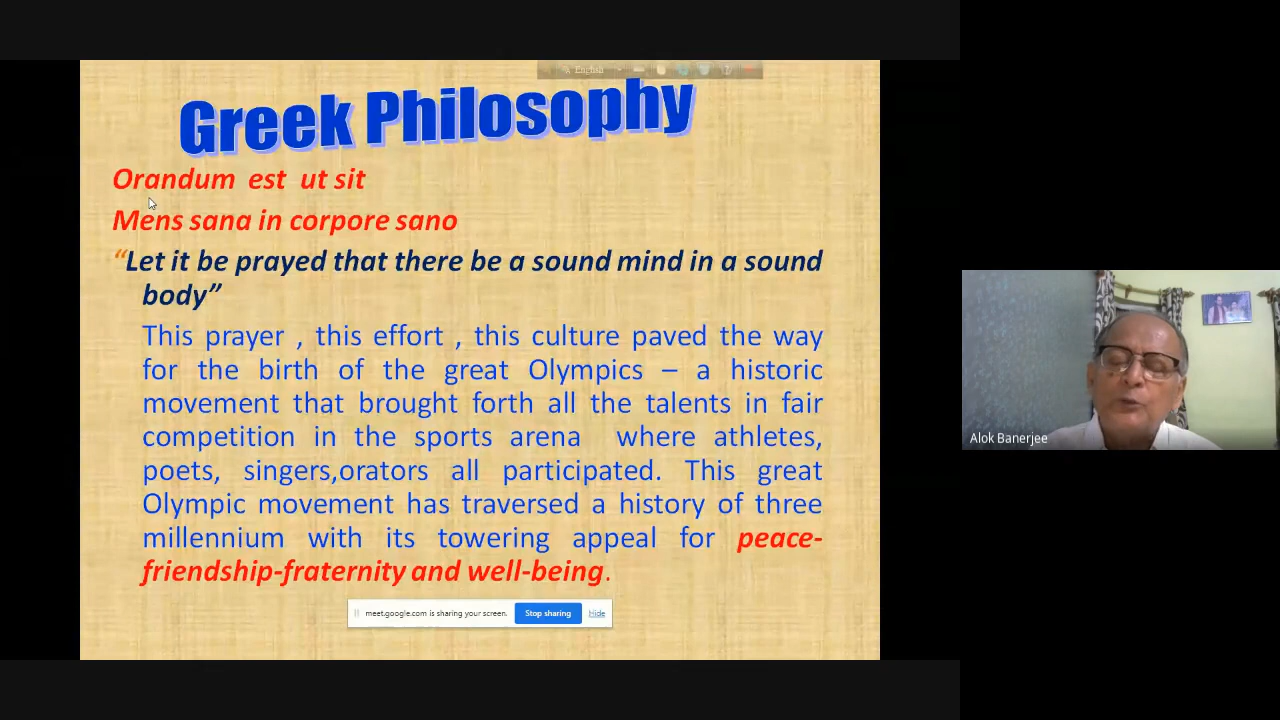 English
Greek Philosophy
Orandum est ut sit
Mens sana in corpore sano
“Let it be prayed that there be a sound mind in a sound
body”
This prayer , this effort , this culture paved the way
for the birth of the great Olympics – a historic
movement that brought forth all the talents in fair
competition in the sports arena where athletes,
poets, singers,orators all participated. This great
Olympic movement has traversed a history of three
millennium with its towering appeal for peace-
friendship-fraternity and well-being.
meet.google.com is sharing your screen. Stop sharing Hide
Alok Banerjee